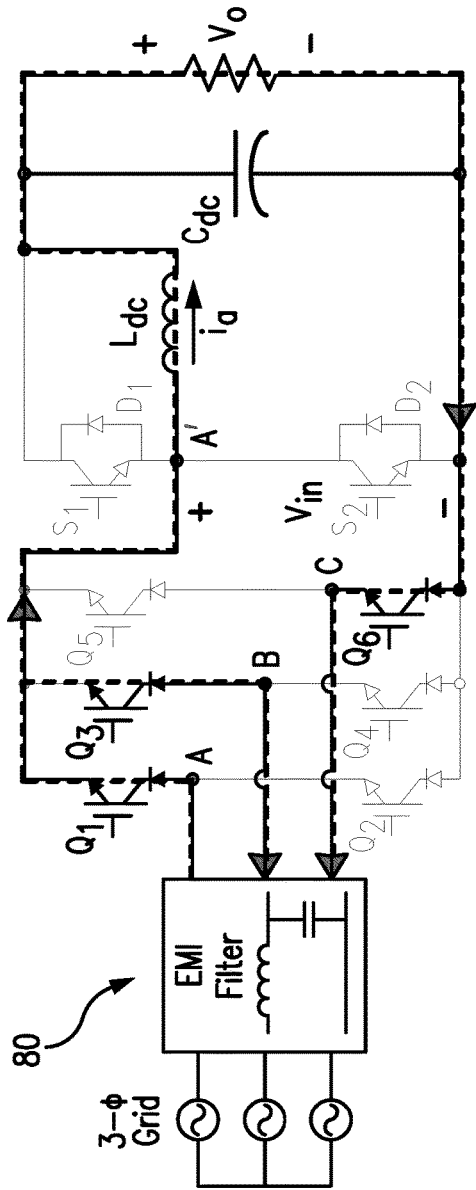 80
3-ϕ
Grid
EMI
Filter
Q1
A
Q3
B
Q5
C
Q2
Q4
Q6
S1
D1
A'
+
Vin
−
S2
D2
Ldc
ia
Cdc
+
Vo
−